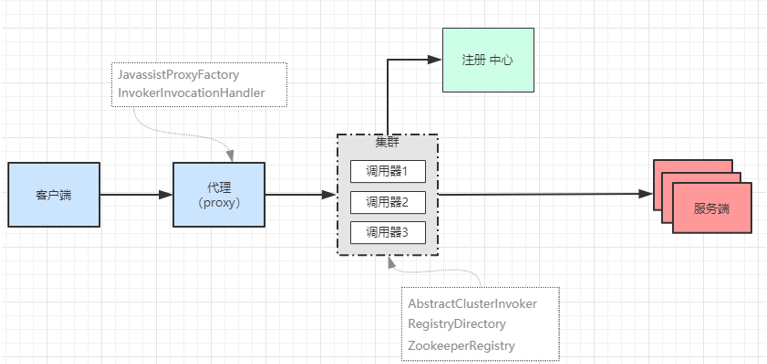 JavassistProxyFactory
InvokerInvocationHandler
注册 中心
客户端
代理
（proxy）
集群
调用器1
调用器2
调用器3
服务端
AbstractClusterInvoker
RegistryDirectory
ZookeeperRegistry